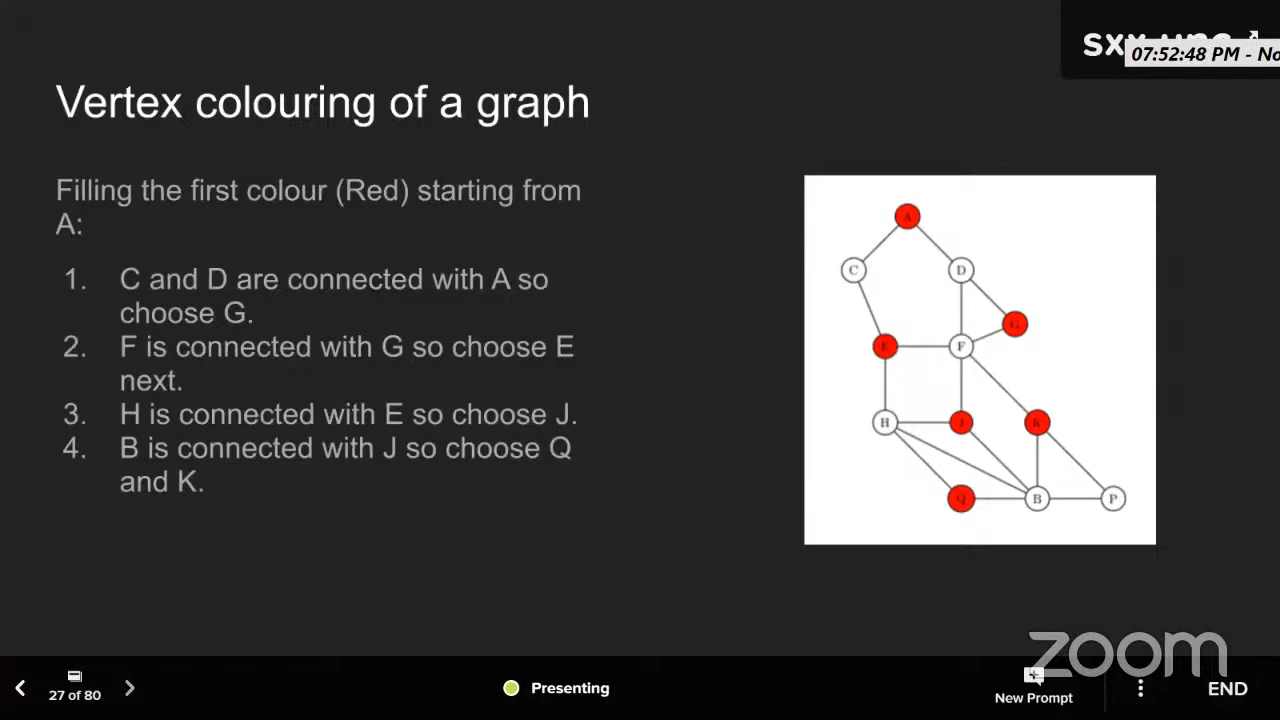 07:52:48 PM - No
Vertex colouring of a graph
Filling the first colour (Red) starting from
A:
1. C and D are connected with A so
choose G.
2. F is connected with G so choose E
next.
3. H is connected with E so choose J.
4. B is connected with J so choose Q
and K.
A
C
D
G
E
F
H
J
K
Q
B
P
zoom
27 of 80
Presenting
New Prompt
END